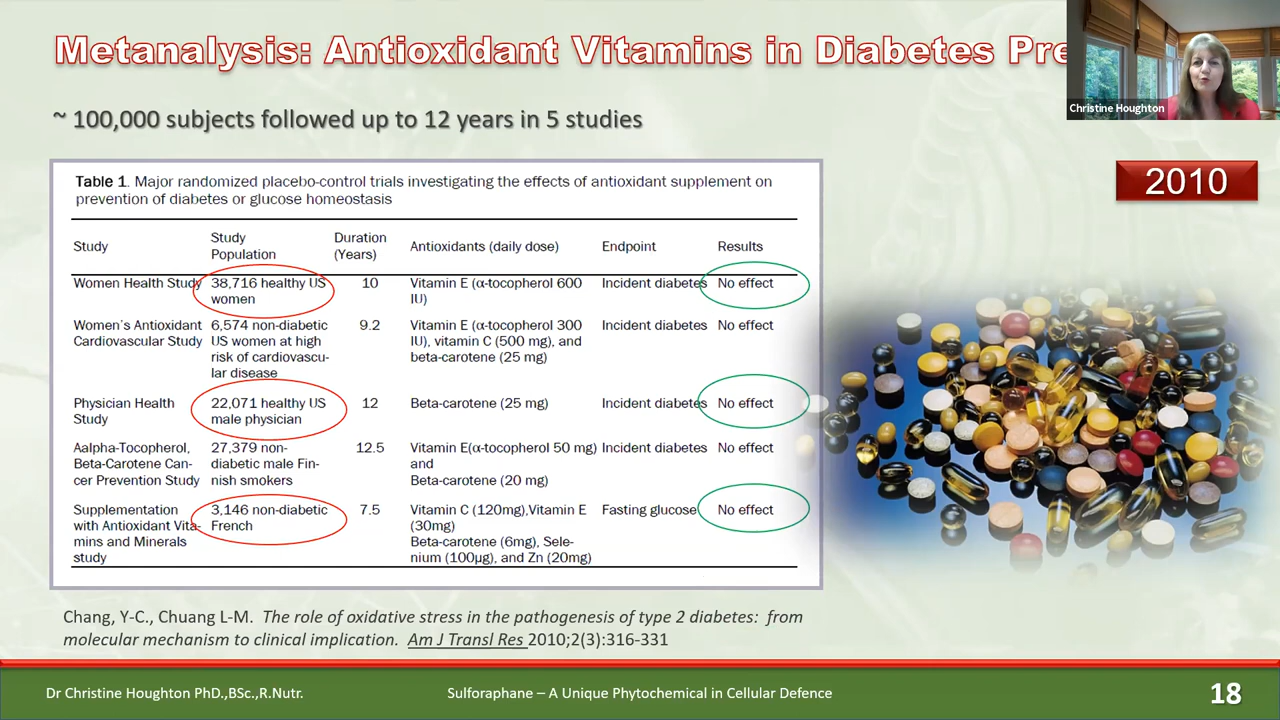 Metanalysis: Antioxidant Vitamins in Diabetes Pre
Christine Houghton
~ 100,000 subjects followed up to 12 years in 5 studies
2010
Table 1. Major randomized placebo-control trials investigating the effects of antioxidant supplement on
prevention of diabetes or glucose homeostasis
Study Study Population Duration (Years) Antioxidants (daily dose) Endpoint Results
Women Health Study 38,716 healthy US 10 Vitamin E (α-tocopherol 600 Incident diabetes No effect
women IU)
Women's Antioxidant 6,574 non-diabetic 9.2 Vitamin E (α-tocopherol 300 Incident diabetes No effect
Cardiovascular Study US women at high IU), vitamin C (500 mg), and
risk of cardiovascu- beta-carotene (25 mg)
lar disease
Physician Health 22,071 healthy US 12 Beta-carotene (25 mg) Incident diabetes No effect
Study male physician
Aalpha-Tocopherol, 27,379 non- 12.5 Vitamin E(α-tocopherol 50 mg) Incident diabetes No effect
Beta-Carotene Can- diabetic male Fin- and
cer Prevention Study nish smokers Beta-carotene (20 mg)
Supplementation 3,146 non-diabetic 7.5 Vitamin C (120mg),Vitamin E Fasting glucose No effect
with Antioxidant Vita- French (30mg)
mins and Minerals Beta-carotene (6mg), Sele-
study nium (100µg), and Zn (20mg)
Chang, Y-C., Chuang L-M. The role of oxidative stress in the pathogenesis of type 2 diabetes: from
molecular mechanism to clinical implication. Am J Transl Res 2010;2(3):316-331
Dr Christine Houghton PhD.,BSc.,R.Nutr. Sulforaphane – A Unique Phytochemical in Cellular Defence 18